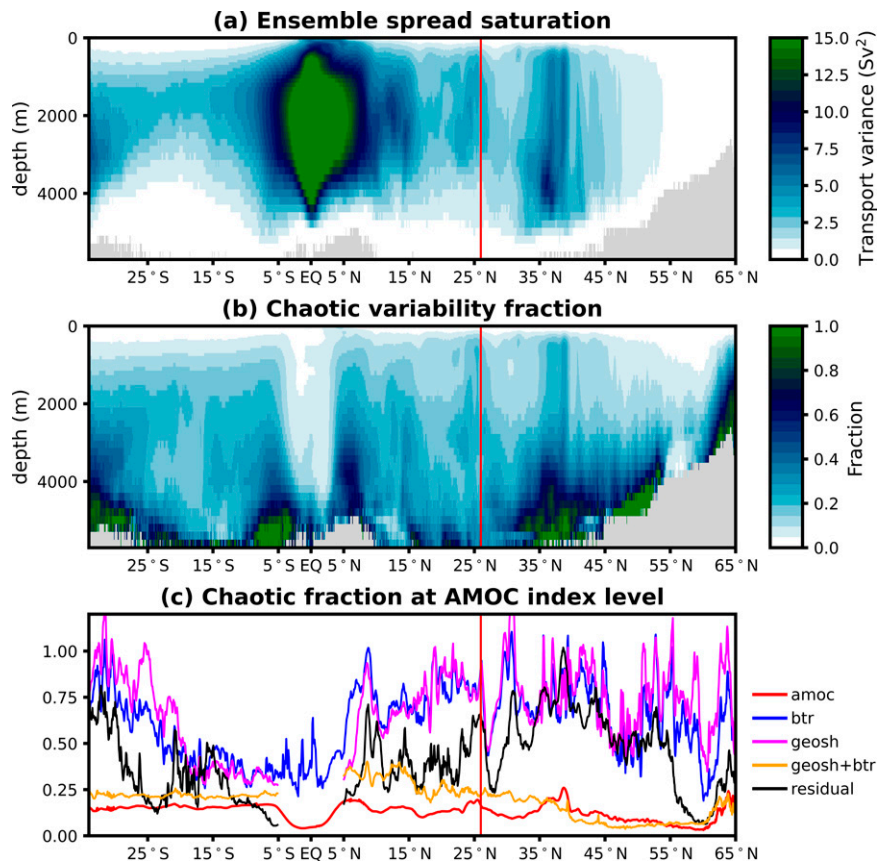 (a) Ensemble spread saturation
0
2000
4000
depth (m)
25°S 15°S 5°S EQ 5°N 15°N 25°N 35°N 45°N 55°N 65°N
15.0
12.5
10.0
7.5
5.0
2.5
0.0
Transport variance (Sv²)
(b) Chaotic variability fraction
0
2000
4000
depth (m)
25°S 15°S 5°S EQ 5°N 15°N 25°N 35°N 45°N 55°N 65°N
1.0
0.8
0.6
0.4
0.2
0.0
Fraction
(c) Chaotic fraction at AMOC index level
1.00
0.75
0.50
0.25
0.00
25°S 15°S 5°S EQ 5°N 15°N 25°N 35°N 45°N 55°N 65°N
amoc
btr
geosh
geosh+btr
residual